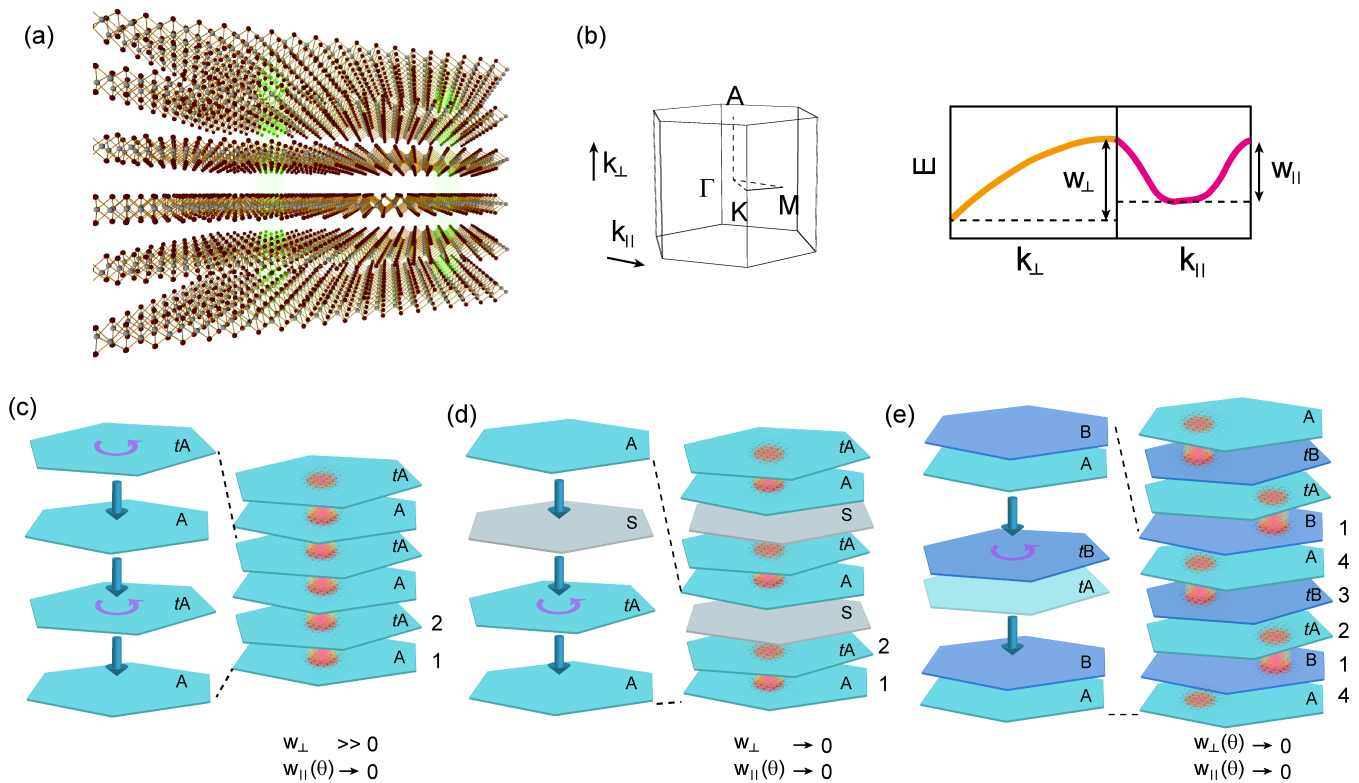 (a)
(b)
k⊥
k||
A
Γ
K
M
E
w⊥
w||
k⊥
k||
(c)
tA
A
tA
A
tA
A
tA
A
tA 2
A 1
w⊥ >> 0
w||(θ) → 0
(d)
A
S
tA
A
tA
A
S
tA
A
S
tA 2
A 1
w⊥ → 0
w||(θ) → 0
(e)
B
A
tB
tA
B
A
A
tB
tA
B 1
A 4
tB 3
tA 2
B 1
A 4
w⊥(θ) → 0
w||(θ) → 0